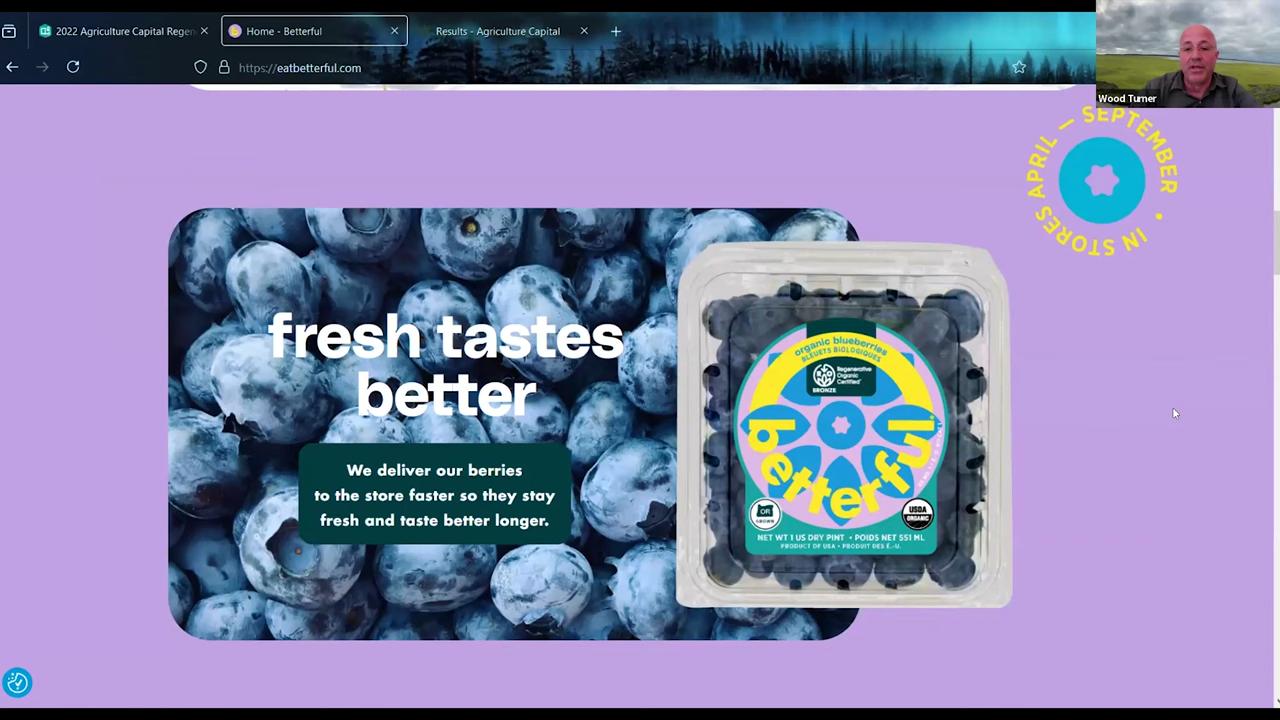 2022 Agriculture Capital Regen
Home - Betterful
Results - Agriculture Capital
https://eatbetterful.com
Wood Turner
IN STORES APRIL — SEPTEMBER •
fresh tastes
better
We deliver our berries
to the store faster so they stay
fresh and taste better longer.
organic blueberries
BLEUETS BIOLOGIQUES
Regenerative
Organic
Certified
BRONZE
betterful
OR
GROWN
USDA
ORGANIC
NET WT 1 US DRY PINT • POIDS NET 551 ML
PRODUCT OF USA • PRODUIT DES É.-U.